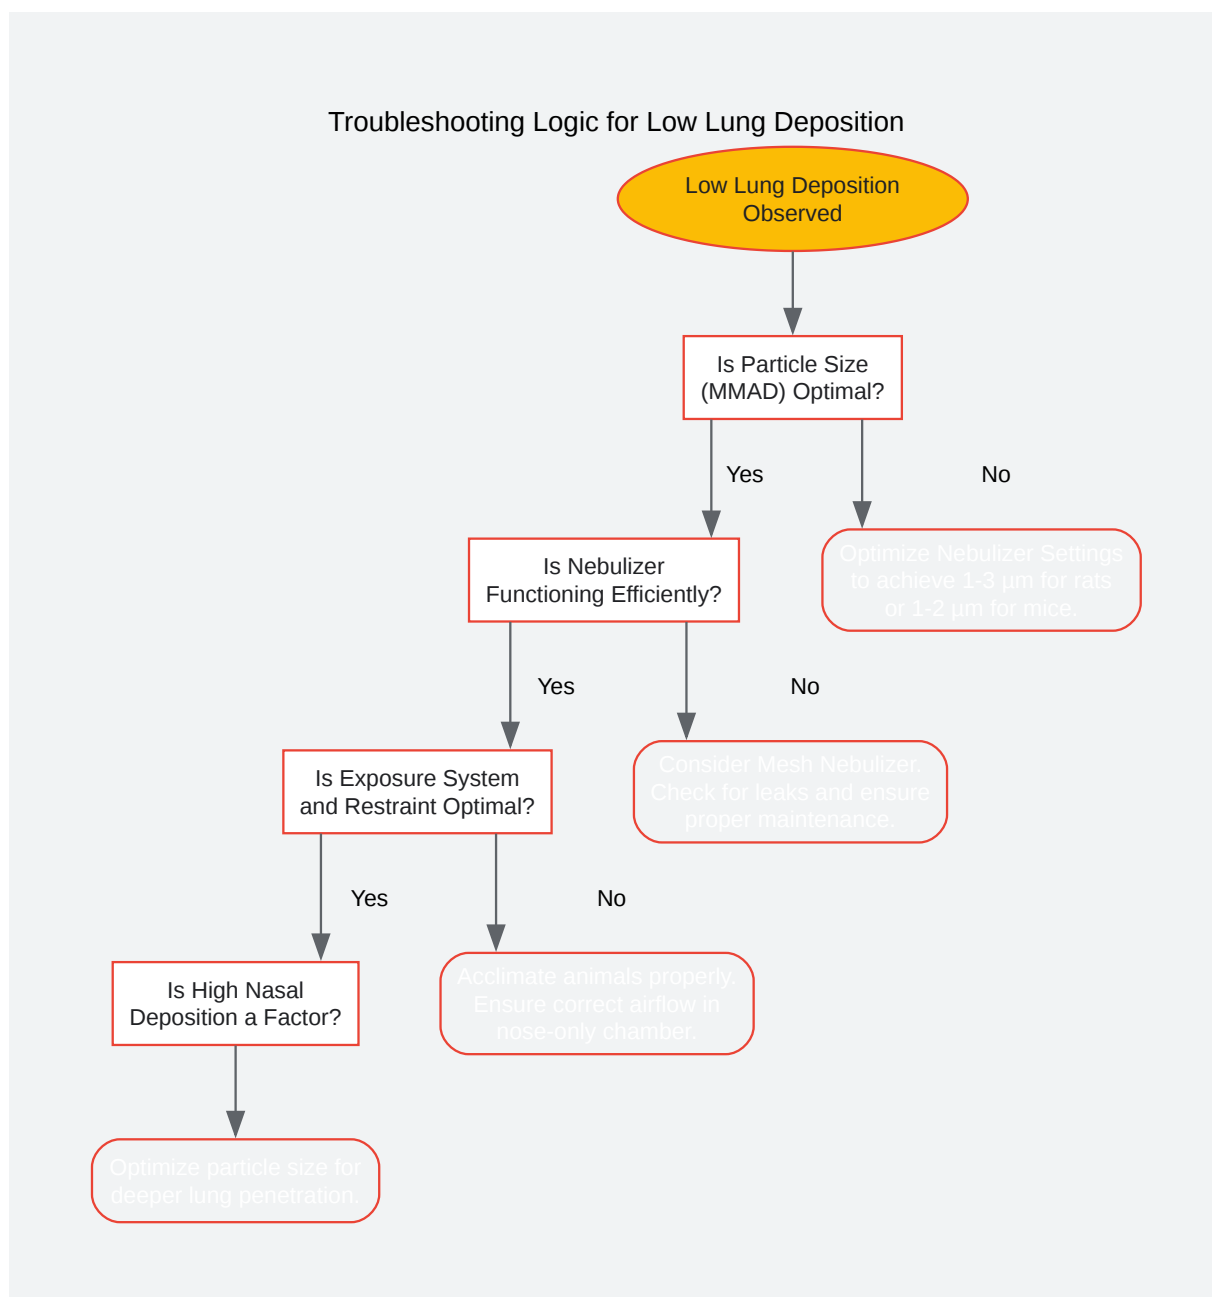 Troubleshooting Logic for Low Lung Deposition
Low Lung Deposition
Observed
Is Particle Size
(MMAD) Optimal?
Yes
No
Is Nebulizer
Functioning Efficiently?
Optimize Nebulizer Settings
to achieve 1-3 µm for rats
or 1-2 µm for mice.
Yes
No
Is Exposure System
and Restraint Optimal?
Consider Mesh Nebulizer.
Check for leaks and ensure
proper maintenance.
Yes
No
Is High Nasal
Deposition a Factor?
Acclimate animals properly.
Ensure correct airflow in
nose-only chamber.
Optimize particle size for
deeper lung penetration.